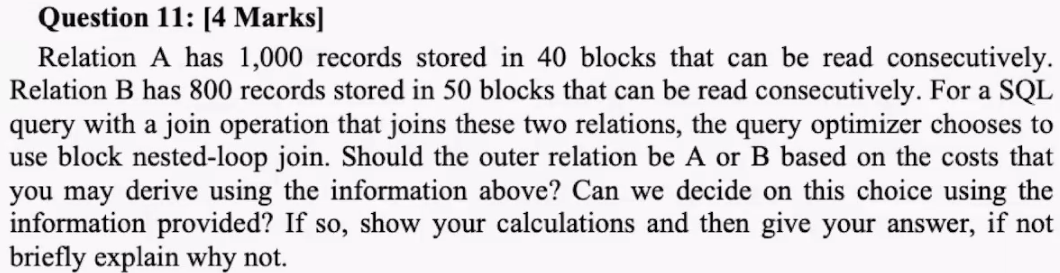 Question 11: [4 Marks]
Relation A has 1,000 records stored in 40 blocks that can be read consecutively.
Relation B has 800 records stored in 50 blocks that can be read consecutively. For a SQL
query with a join operation that joins these two relations, the query optimizer chooses to
use block nested-loop join. Should the outer relation be A or B based on the costs that
you may derive using the information above? Can we decide on this choice using the
information provided? If so, show your calculations and then give your answer, if not
briefly explain why not.